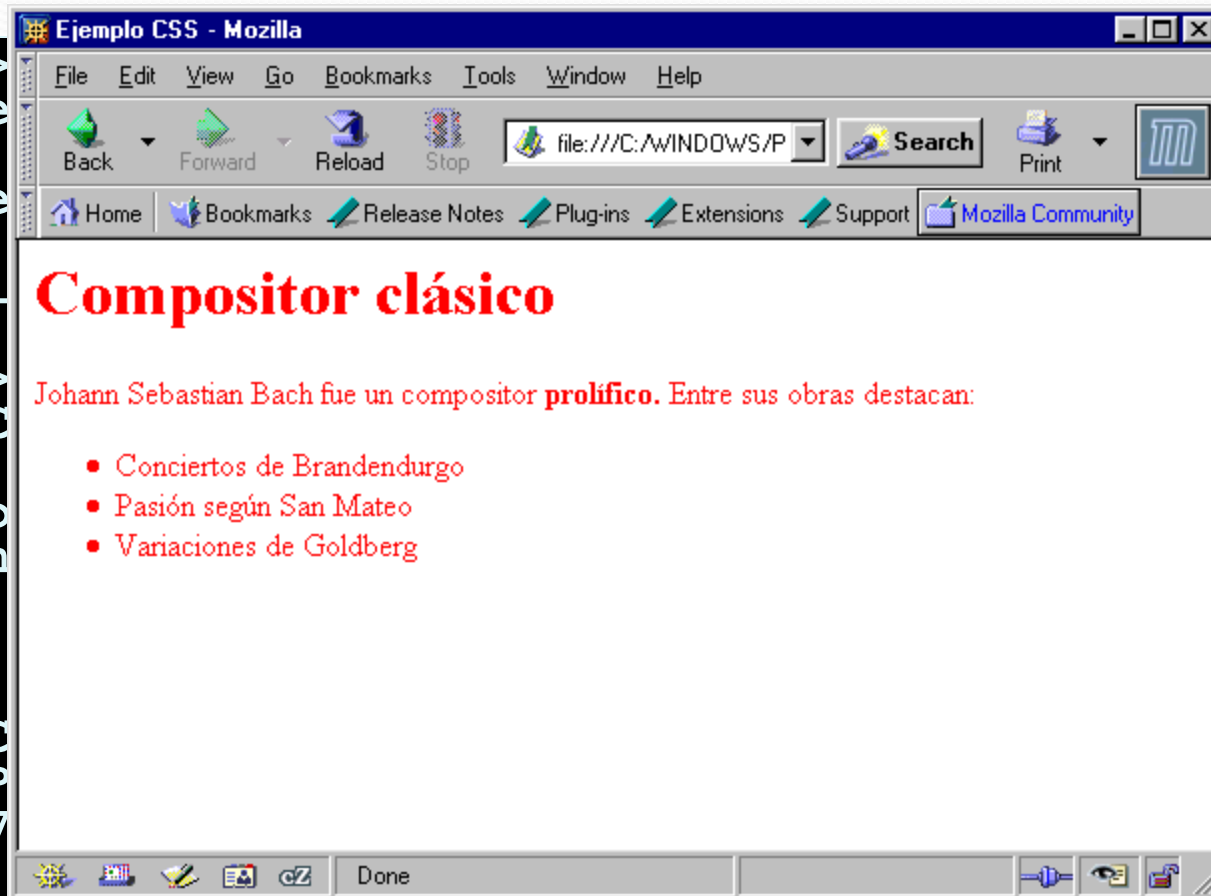 Ejemplo CSS - Mozilla
File Edit View Go Bookmarks Tools Window Help
Back Forward Reload Stop file:///C:/WINDOWS/P Search Print
Home Bookmarks Release Notes Plug-ins Extensions Support Mozilla Community
Compositor clásico
Johann Sebastian Bach fue un compositor prolífico. Entre sus obras destacan:
• Conciertos de Brandendurgo
• Pasión según San Mateo
• Variaciones de Goldberg
Done